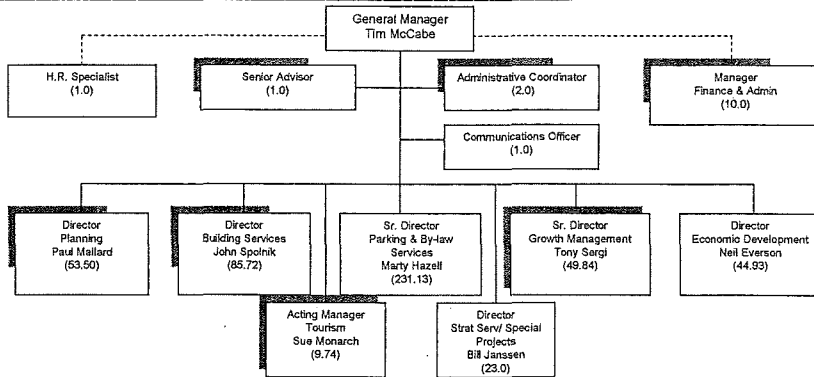 General Manager
Tim McCabe
H.R. Specialist
(1.0)
Senior Advisor
(1.0)
Administrative Coordinator
(2.0)
Manager
Finance & Admin
(10.0)
Communications Officer
(1.0)
Director
Planning
Paul Mallard
(53.50)
Director
Building Services
John Spolnik
(85.72)
Sr. Director
Parking & By-law
Services
Marty Hazell
(231.13)
Sr. Director
Growth Management
Tony Sergi
(49.84)
Director
Economic Development
Neil Everson
(44.93)
Acting Manager
Tourism
Sue Monarch
(9.74)
Director
Strat Serv/ Special
Projects
Bill Janssen
(23.0)